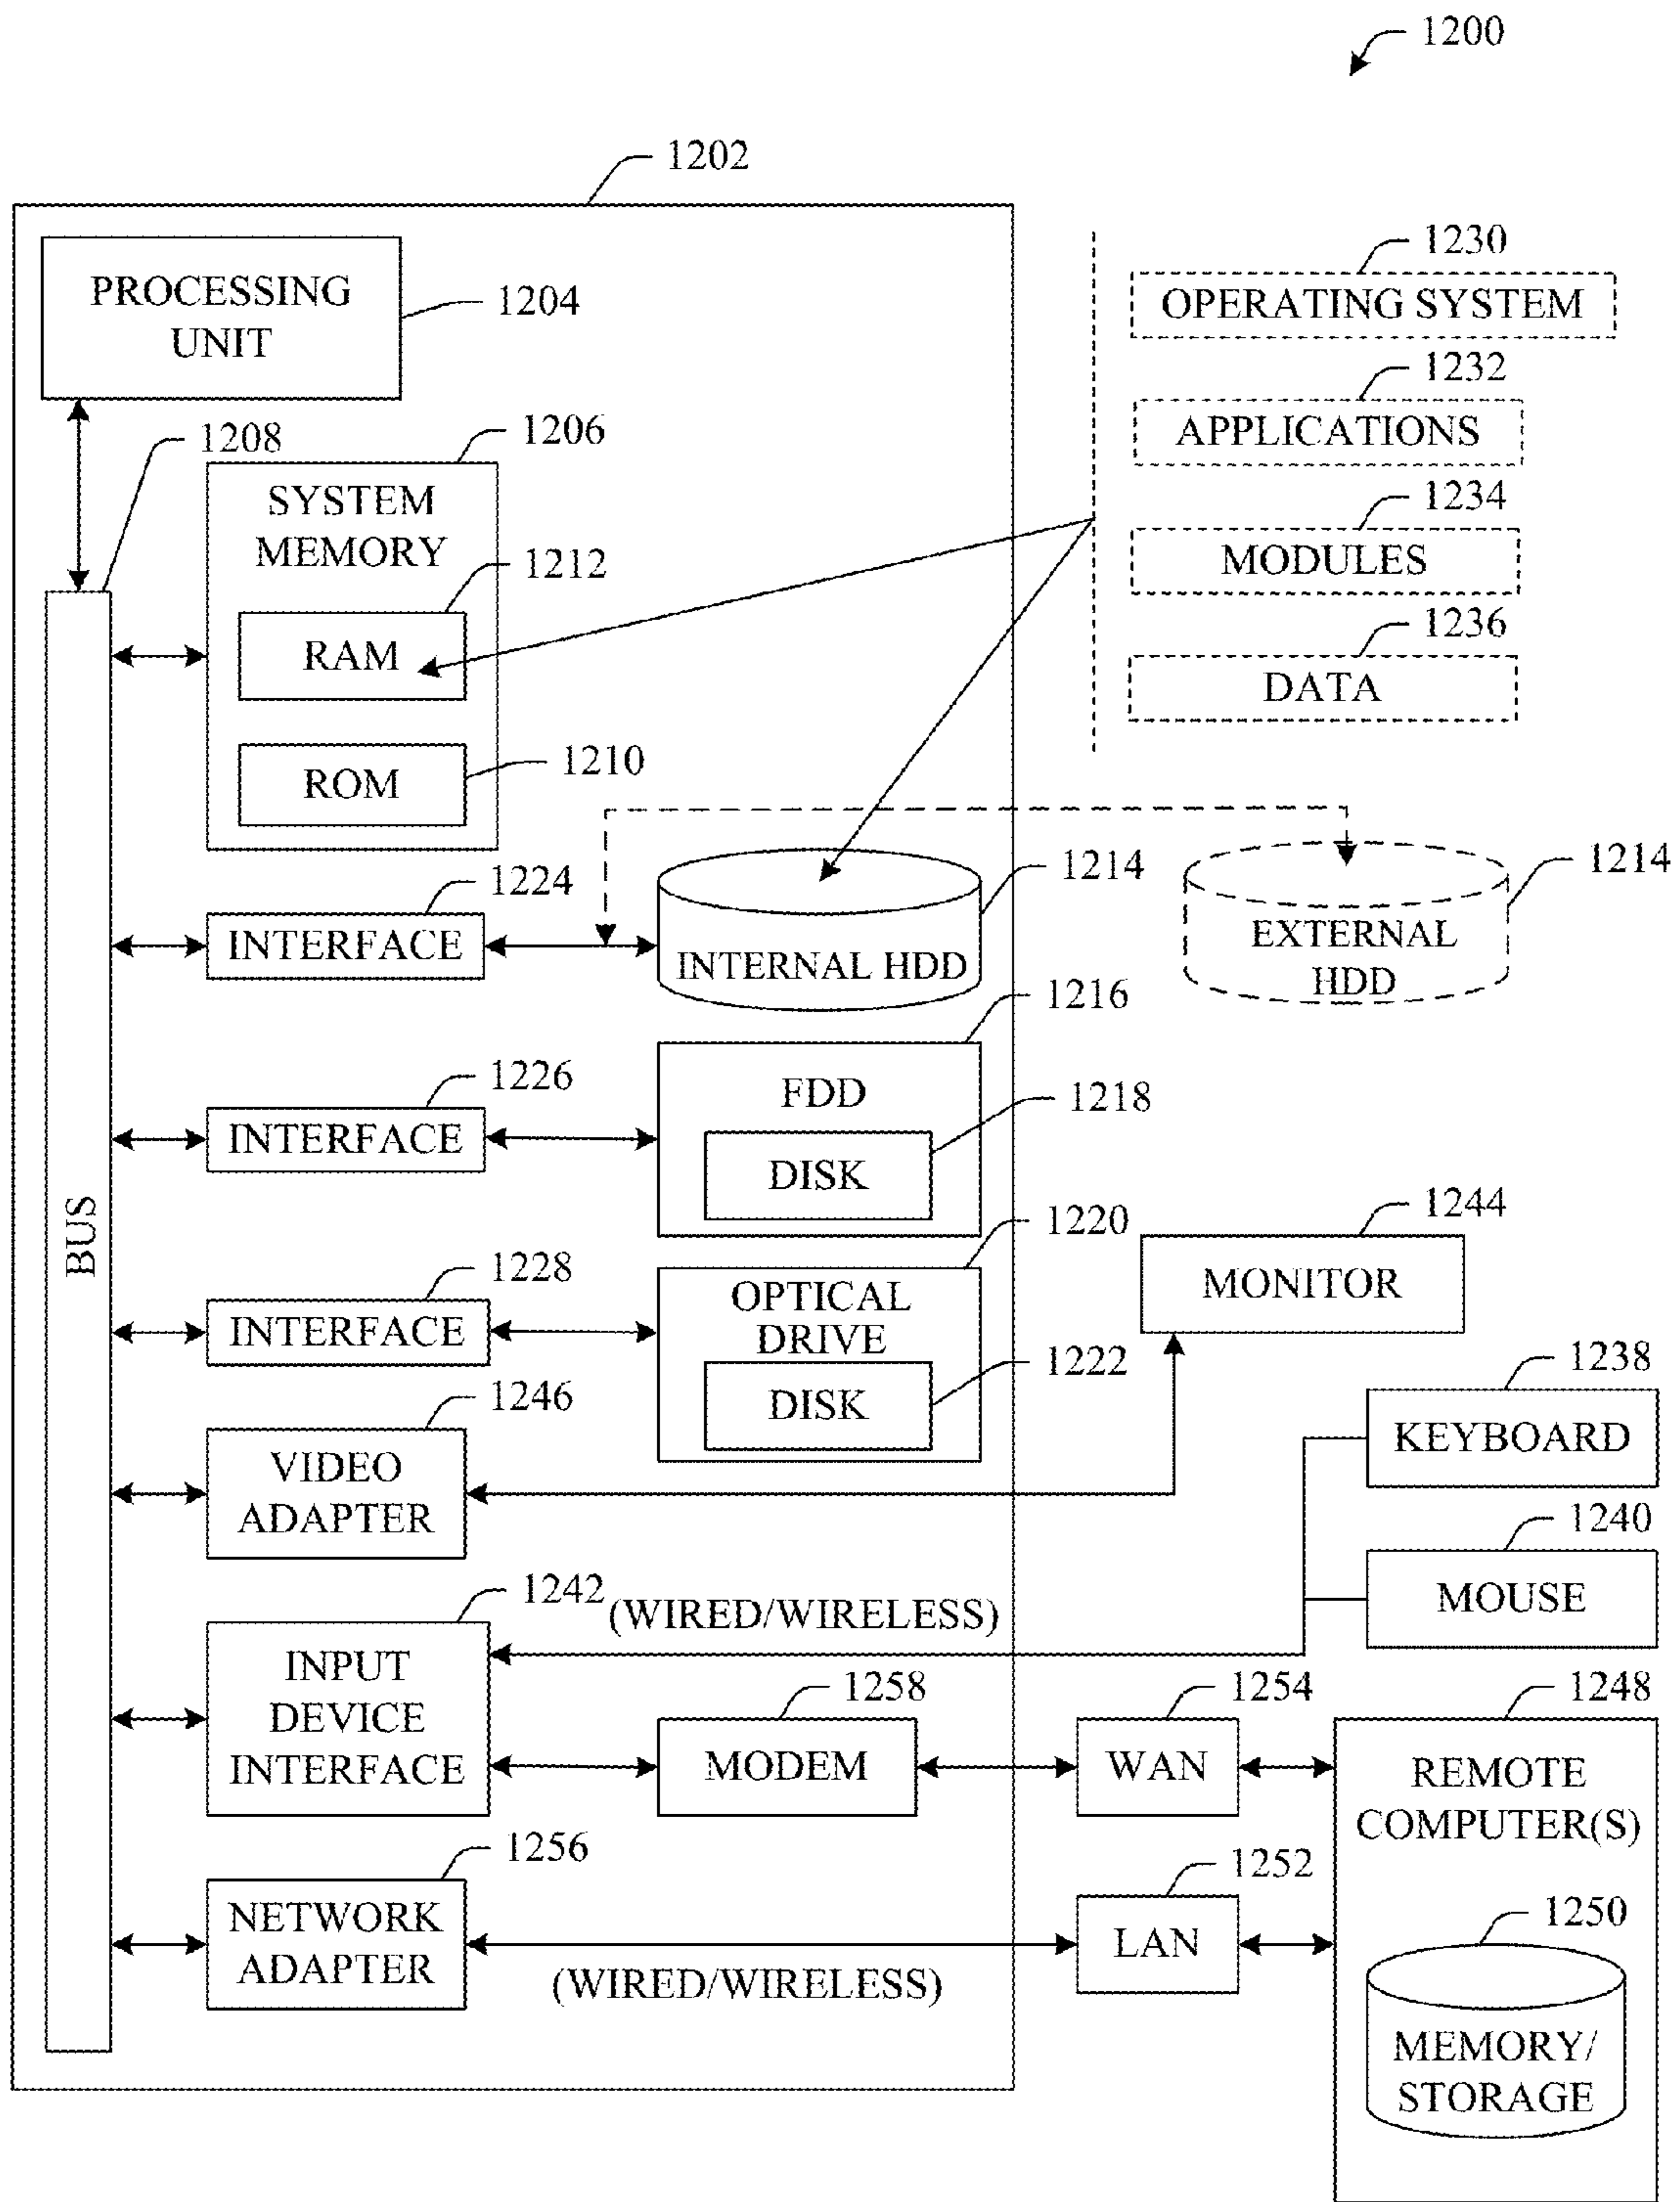 1200
1202
PROCESSING
UNIT
1204
1208
1206
SYSTEM
MEMORY
1212
RAM
ROM
1210
1230
OPERATING SYSTEM
1232
APPLICATIONS
1234
MODULES
1236
DATA
BUS
1224
INTERFACE
INTERNAL HDD
1214
EXTERNAL
HDD
1214
1226
INTERFACE
1216
FDD
DISK
1218
1228
INTERFACE
1220
OPTICAL
DRIVE
DISK
1222
1244
MONITOR
1246
VIDEO
ADAPTER
1238
KEYBOARD
1240
MOUSE
1242
(WIRED/WIRELESS)
INPUT
DEVICE
INTERFACE
1258
MODEM
1254
WAN
1248
REMOTE
COMPUTER(S)
1256
NETWORK
ADAPTER
(WIRED/WIRELESS)
1252
LAN
1250
MEMORY/
STORAGE